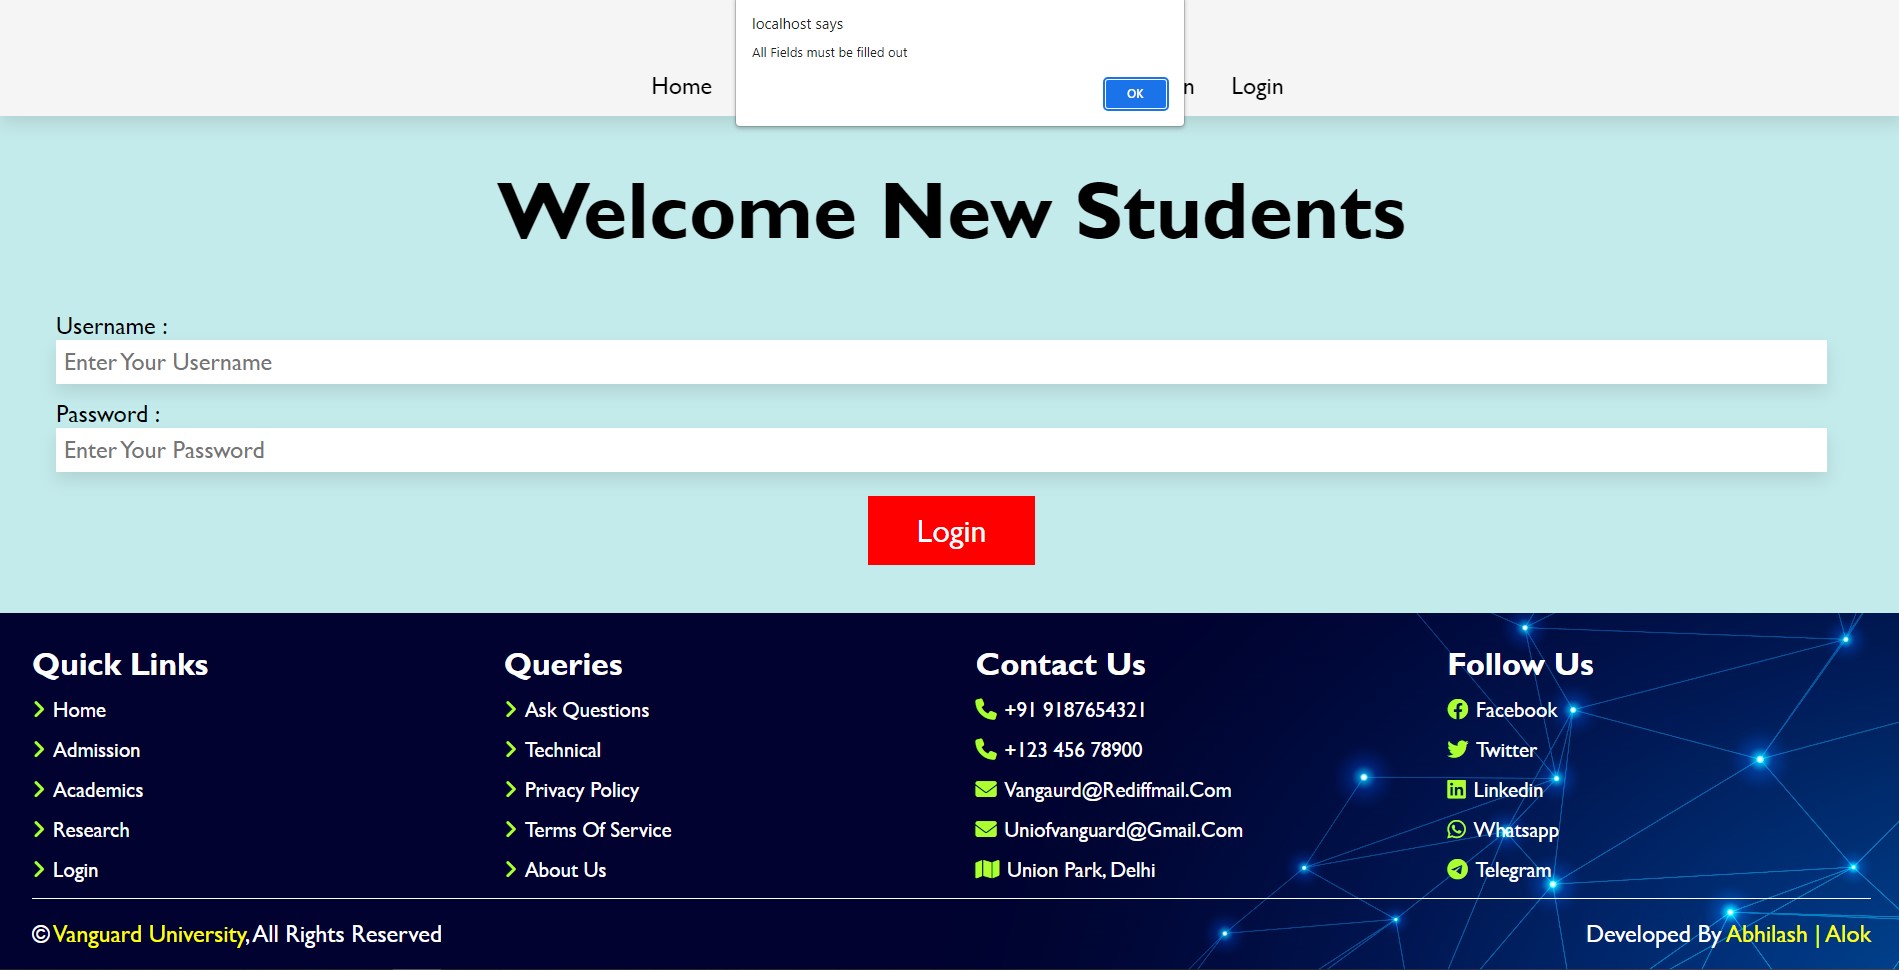 localhost says
All Fields must be filled out
OK
Home
Login
Welcome New Students
Username :
Enter Your Username
Password :
Enter Your Password
Login
Quick Links
Home
Admission
Academics
Research
Login
Queries
Ask Questions
Technical
Privacy Policy
Terms Of Service
About Us
Contact Us
+91 9187654321
+123 456 78900
Vangaurd@Rediffmail.Com
Uniofvanguard@Gmail.Com
Union Park, Delhi
Follow Us
Facebook
Twitter
Linkedin
Whatsapp
Telegram
© Vanguard University, All Rights Reserved
Developed By Abhilash | Alok